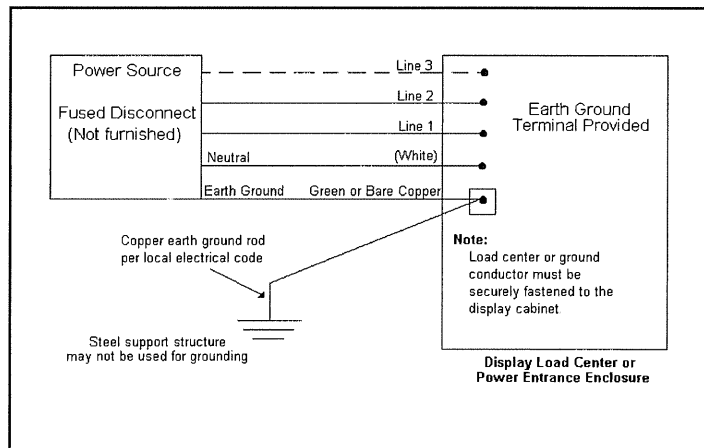 Power Source
Fused Disconnect
(Not furnished)
Line 3
Line 2
Line 1
Neutral
(White)
Earth Ground
Green or Bare Copper
Earth Ground
Terminal Provided
Copper earth ground rod
per local electrical code
Steel support structure
may not be used for grounding
Note:
Load center or ground
conductor must be
securely fastened to the
display cabinet.
Display Load Center or
Power Entrance Enclosure